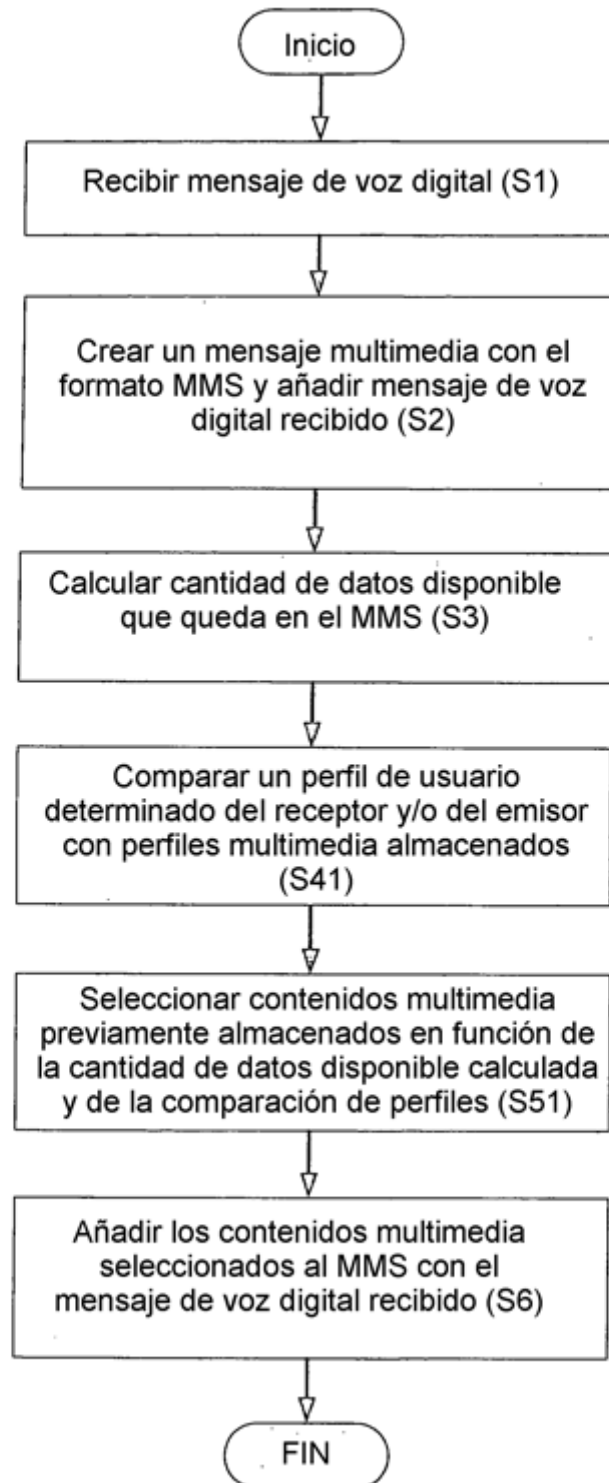 Inicio
Recibir mensaje de voz digital (S1)
Crear un mensaje multimedia con el
formato MMS y añadir mensaje de voz
digital recibido (S2)
Calcular cantidad de datos disponible
que queda en el MMS (S3)
Comparar un perfil de usuario
determinado del receptor y/o del emisor
con perfiles multimedia almacenados
(S41)
Seleccionar contenidos multimedia
previamente almacenados en función de
la cantidad de datos disponible calculada
y de la comparación de perfiles (S51)
Añadir los contenidos multimedia
seleccionados al MMS con el
mensaje de voz digital recibido (S6)
FIN